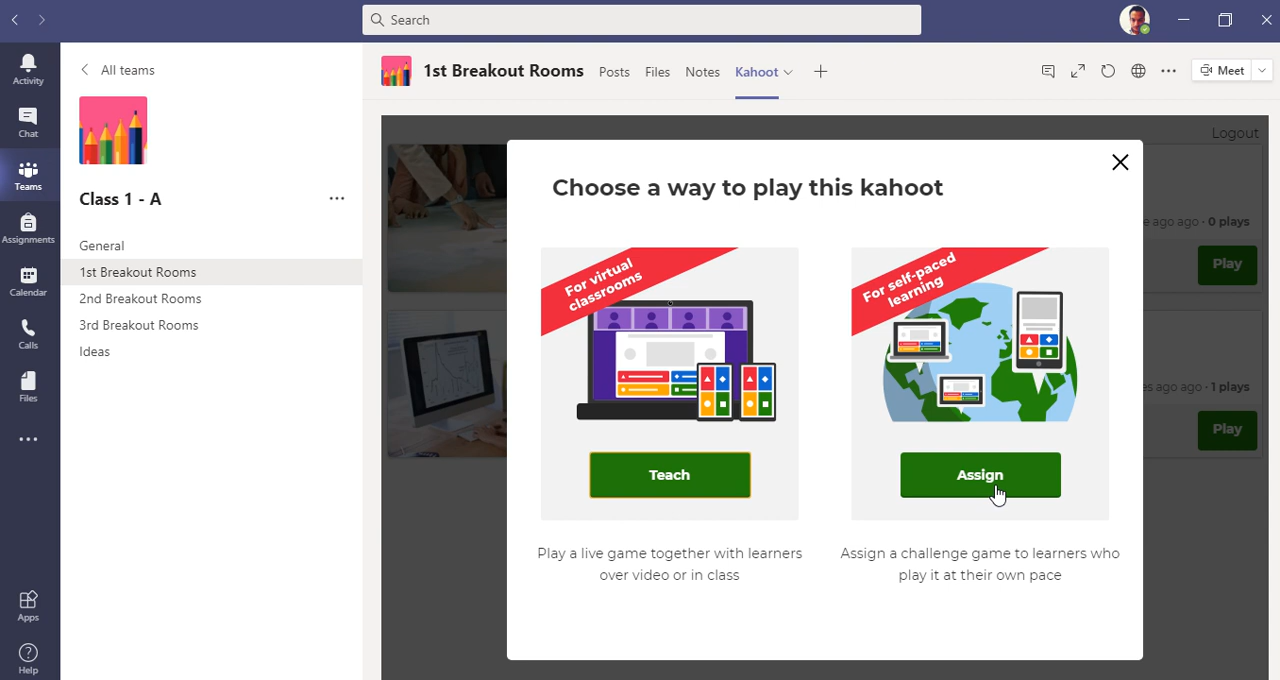 Search
Activity
Chat
Teams
Assignments
Calendar
Calls
Files
Apps
Help
All teams
Class 1 - A
General
1st Breakout Rooms
2nd Breakout Rooms
3rd Breakout Rooms
Ideas
1st Breakout Rooms
Posts
Files
Notes
Kahoot
Meet
Logout
ago ago - 0 plays
Play
ago ago - 1 plays
Play
Choose a way to play this kahoot
For virtual
classrooms
Teach
Play a live game together with learners
over video or in class
For self-paced
learning
Assign
Assign a challenge game to learners who
play it at their own pace